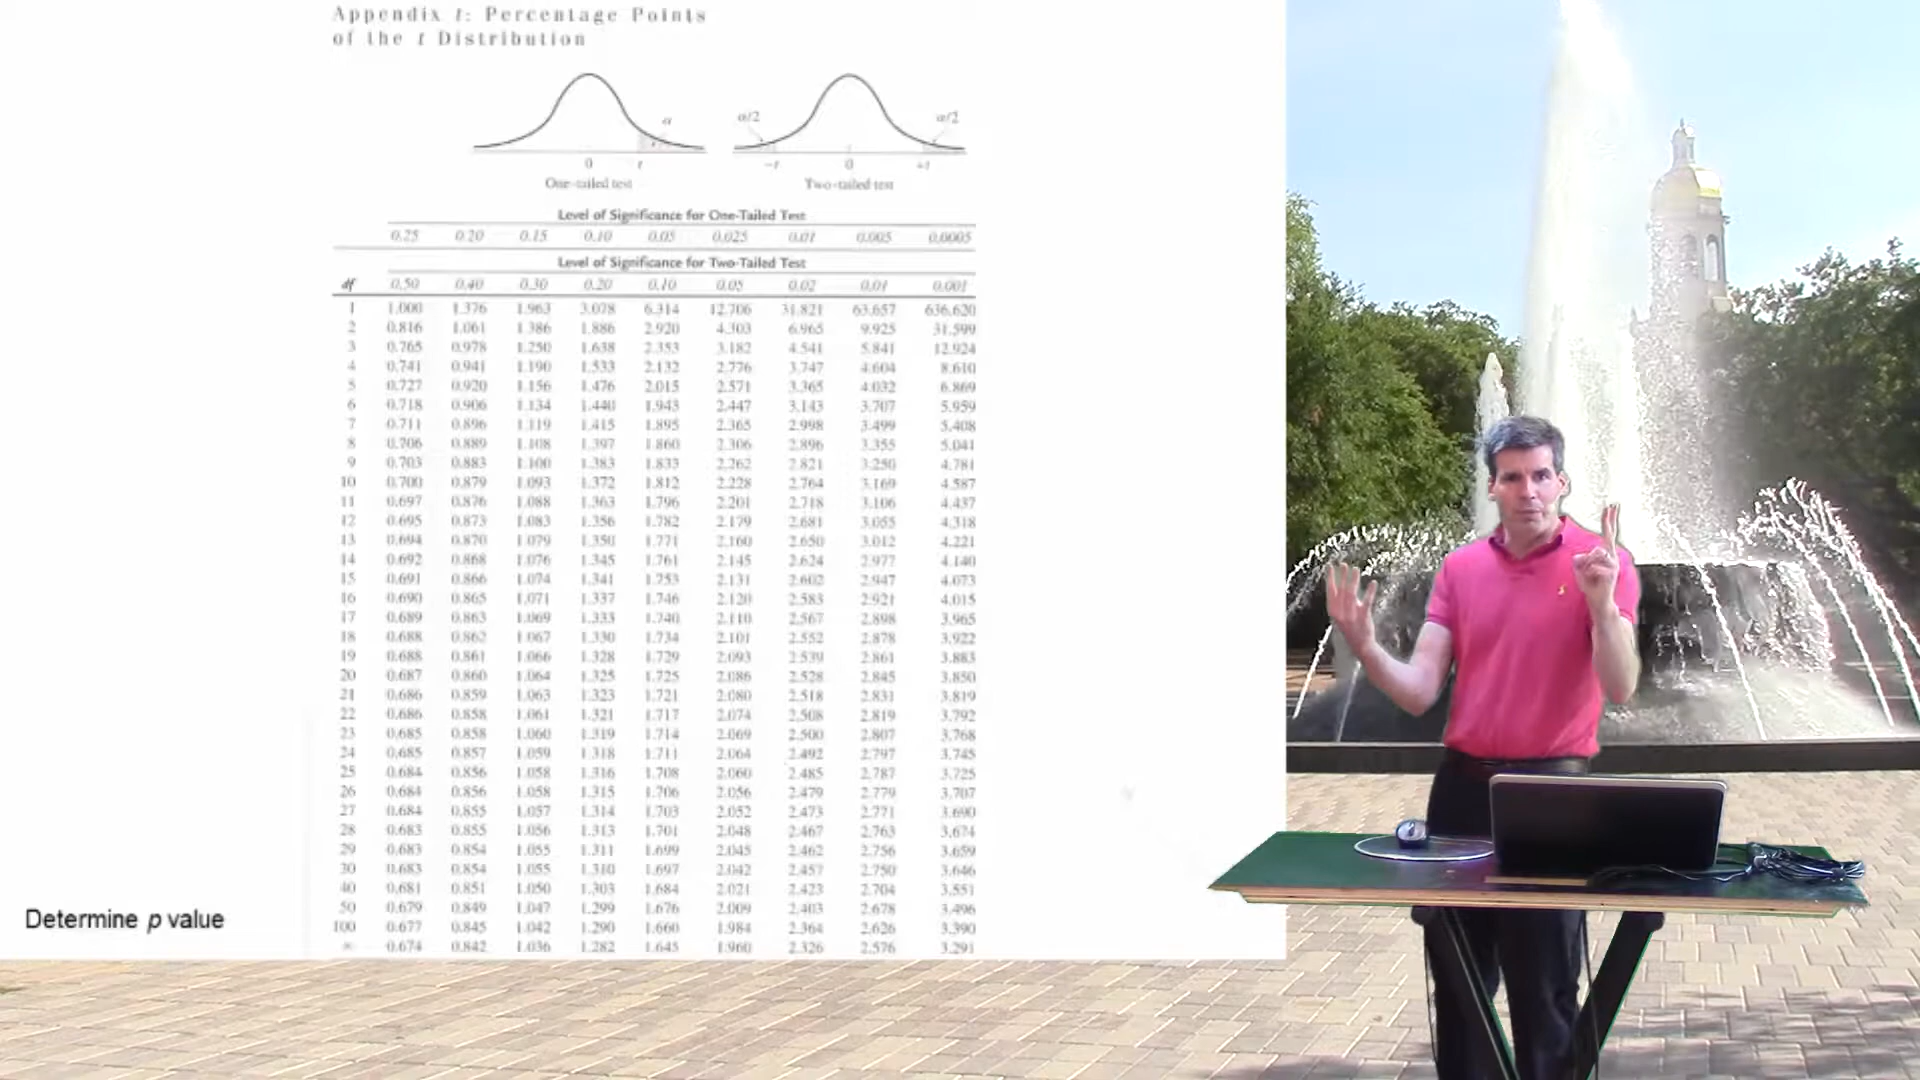 Appendix t: Percentage Points
of the t Distribution
α
α/2
α/2
0
t
-t
0
+t
One-tailed test
Two-tailed test
Level of Significance for One-Tailed Test
0.25 0.20 0.15 0.10 0.05 0.025 0.01 0.005 0.0005
Level of Significance for Two-Tailed Test
df 0.50 0.40 0.30 0.20 0.10 0.05 0.02 0.01 0.001
1 1.000 1.376 1.963 3.078 6.314 12.706 31.821 63.657 636.620
2 0.816 1.061 1.386 1.886 2.920 4.303 6.965 9.925 31.599
3 0.765 0.978 1.250 1.638 2.353 3.182 4.541 5.841 12.924
4 0.741 0.941 1.190 1.533 2.132 2.776 3.747 4.604 8.610
5 0.727 0.920 1.156 1.476 2.015 2.571 3.365 4.032 6.869
6 0.718 0.906 1.134 1.440 1.943 2.447 3.143 3.707 5.959
7 0.711 0.896 1.119 1.415 1.895 2.365 2.998 3.499 5.408
8 0.706 0.889 1.108 1.397 1.860 2.306 2.896 3.355 5.041
9 0.703 0.883 1.100 1.383 1.833 2.262 2.821 3.250 4.781
10 0.700 0.879 1.093 1.372 1.812 2.228 2.764 3.169 4.587
11 0.697 0.876 1.088 1.363 1.796 2.201 2.718 3.106 4.437
12 0.695 0.873 1.083 1.356 1.782 2.179 2.681 3.055 4.318
13 0.694 0.870 1.079 1.350 1.771 2.160 2.650 3.012 4.221
14 0.692 0.868 1.076 1.345 1.761 2.145 2.624 2.977 4.140
15 0.691 0.866 1.074 1.341 1.753 2.131 2.602 2.947 4.073
16 0.690 0.865 1.071 1.337 1.746 2.120 2.583 2.921 4.015
17 0.689 0.863 1.069 1.333 1.740 2.110 2.567 2.898 3.965
18 0.688 0.862 1.067 1.330 1.734 2.101 2.552 2.878 3.922
19 0.688 0.861 1.066 1.328 1.729 2.093 2.539 2.861 3.883
20 0.687 0.860 1.064 1.325 1.725 2.086 2.528 2.845 3.850
21 0.686 0.859 1.063 1.323 1.721 2.080 2.518 2.831 3.819
22 0.686 0.858 1.061 1.321 1.717 2.074 2.508 2.819 3.792
23 0.685 0.858 1.060 1.319 1.714 2.069 2.500 2.807 3.768
24 0.685 0.857 1.059 1.318 1.711 2.064 2.492 2.797 3.745
25 0.684 0.856 1.058 1.316 1.708 2.060 2.485 2.787 3.725
26 0.684 0.856 1.058 1.315 1.706 2.056 2.479 2.779 3.707
27 0.684 0.855 1.057 1.314 1.703 2.052 2.473 2.771 3.690
28 0.683 0.855 1.056 1.313 1.701 2.048 2.467 2.763 3.674
29 0.683 0.854 1.055 1.311 1.699 2.045 2.462 2.756 3.659
30 0.683 0.854 1.055 1.310 1.697 2.042 2.457 2.750 3.646
40 0.681 0.851 1.050 1.303 1.684 2.021 2.423 2.704 3.551
50 0.679 0.849 1.047 1.299 1.676 2.009 2.403 2.678 3.496
100 0.677 0.845 1.042 1.290 1.660 1.984 2.364 2.626 3.390
∞ 0.674 0.842 1.036 1.282 1.645 1.960 2.326 2.576 3.291
Determine p value